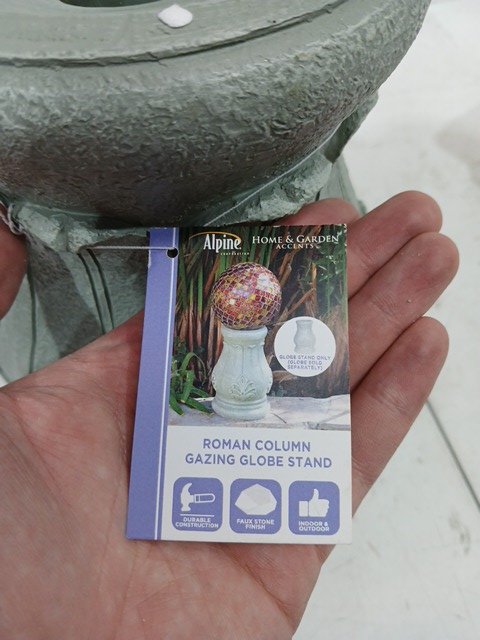 Alpine
CORPORATION
HOME & GARDEN
ACCENTS
GLOBE STAND ONLY
(GLOBE SOLD
SEPARATELY)
ROMAN COLUMN
GAZING GLOBE STAND
DURABLE
CONSTRUCTION
FAUX STONE
FINISH
INDOOR &
OUTDOOR